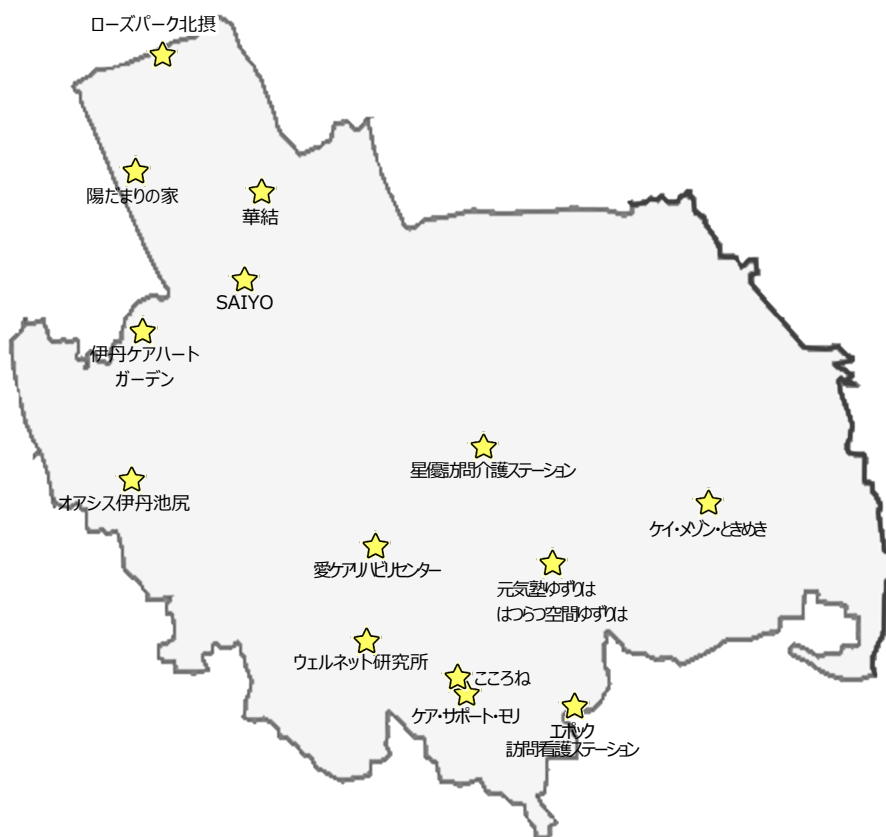 ローズパーク北摂
陽だまりの家
華結
SAIYO
伊丹ケアハート
ガーデン
星優訪問介護ステーション
オアシス伊丹池尻
ケイ・メゾン・ときめき
愛ケアリハビリセンター
元気塾ゆずりは
はつらつ空間ゆずりは
ウェルネット研究所
こころね
ケア・サポート・モリ
エポック
訪問看護ステーション